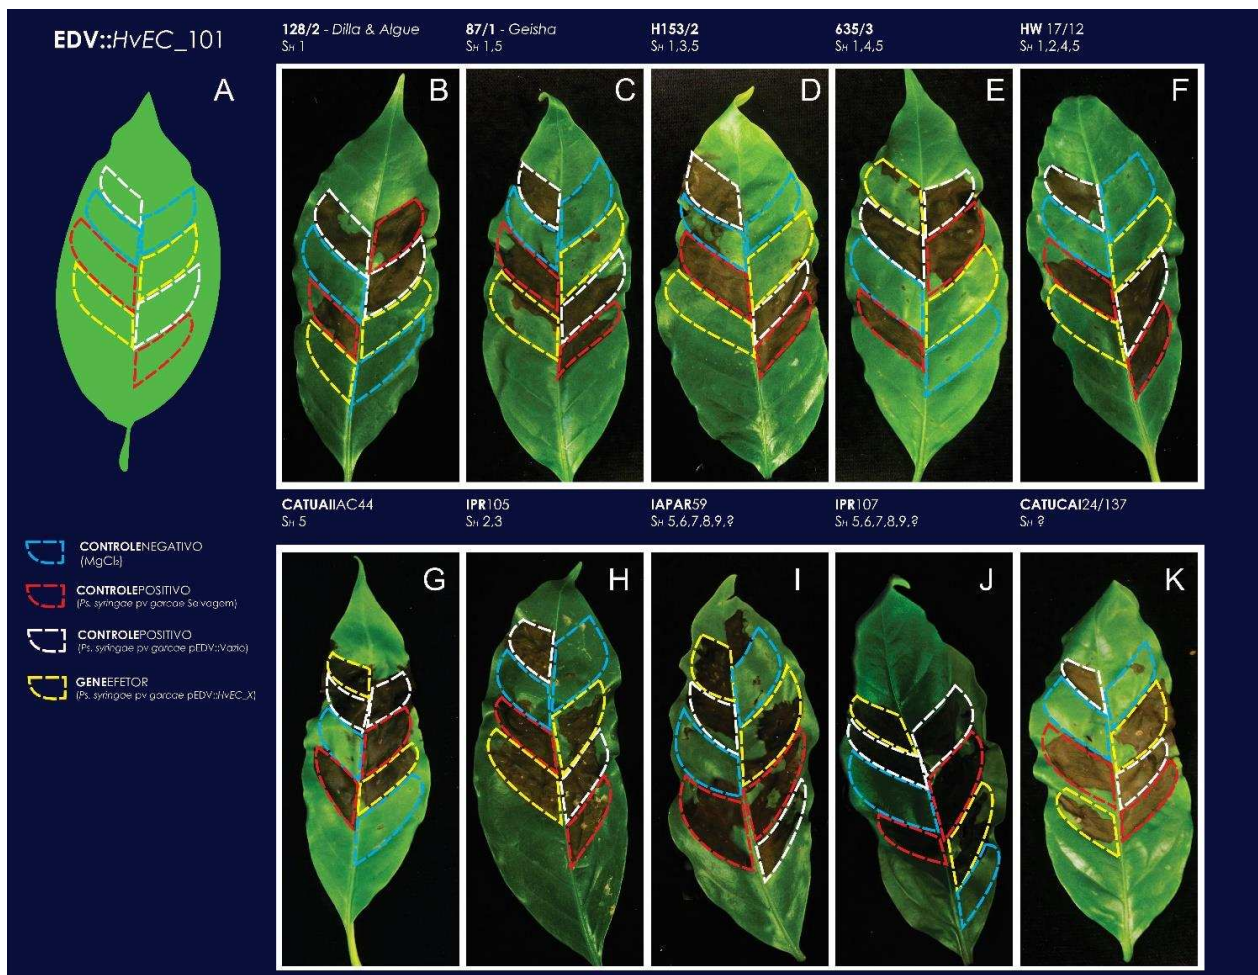 EDV::HvEC_101
A
128/2 - Dilla & Algue
SH 1
B
87/1 - Geisha
SH 1,5
C
H153/2
SH 1,3,5
D
635/3
SH 1,4,5
E
HW 17/12
SH 1,2,4,5
F
CATUAIIAC44
SH 5
G
IPR105
SH 2,3
H
IAPAR59
SH 5,6,7,8,9,?
I
IPR107
SH 5,6,7,8,9,?
J
CATUCAI24/137
SH ?
K
CONTROLENEGATIVO
(MgCl₂)
CONTROLEPOSITIVO
(Ps. syringae pv garcae Selvagem)
CONTROLEPOSITIVO
(Ps. syringae pv garcae pEDV::Vazio)
GENEEFETOR
(Ps. syringae pv garcae pEDV::HvEC_X)